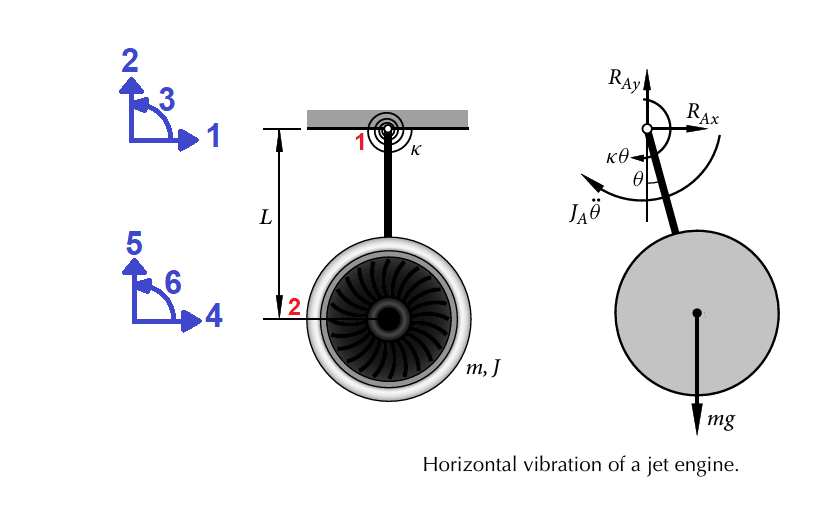 2
3
1
5
6
4
1
κ
L
2
m, J
R_Ay
R_Ax
κθ
θ
J_A θ̈
mg
Horizontal vibration of a jet engine.